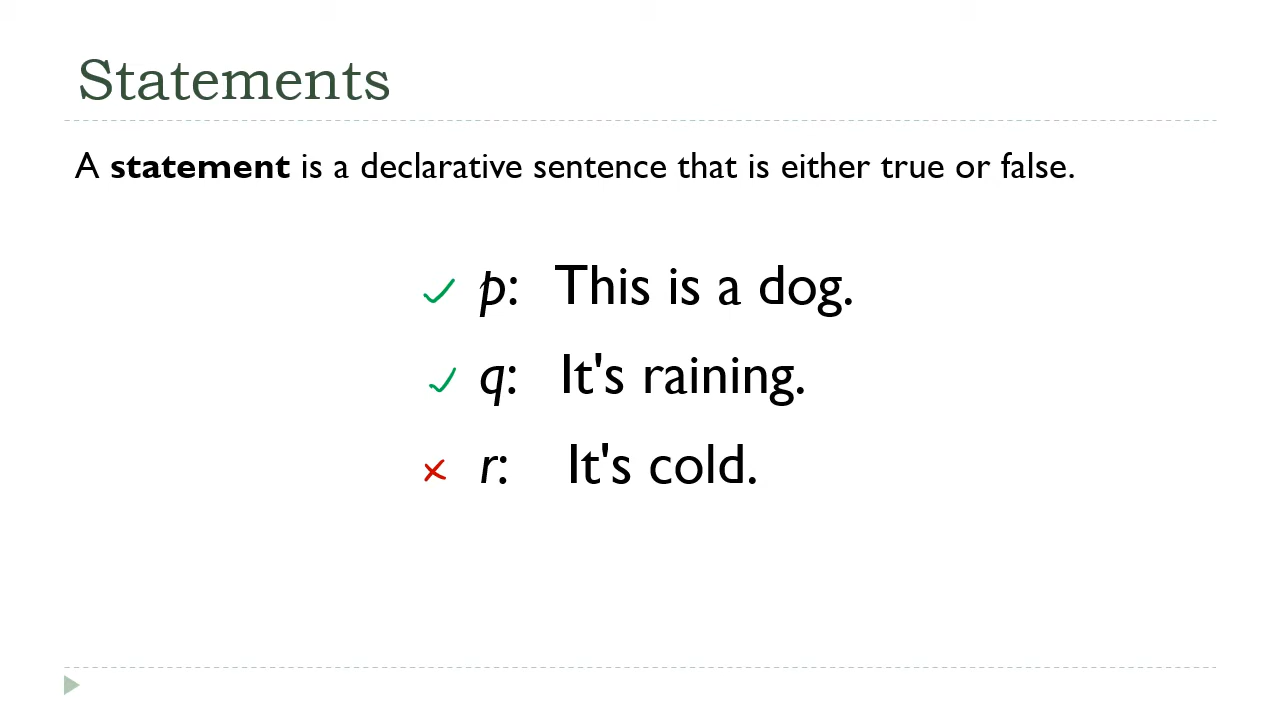 Statements
A statement is a declarative sentence that is either true or false.
✓ p: This is a dog.
✓ q: It's raining.
✗ r: It's cold.